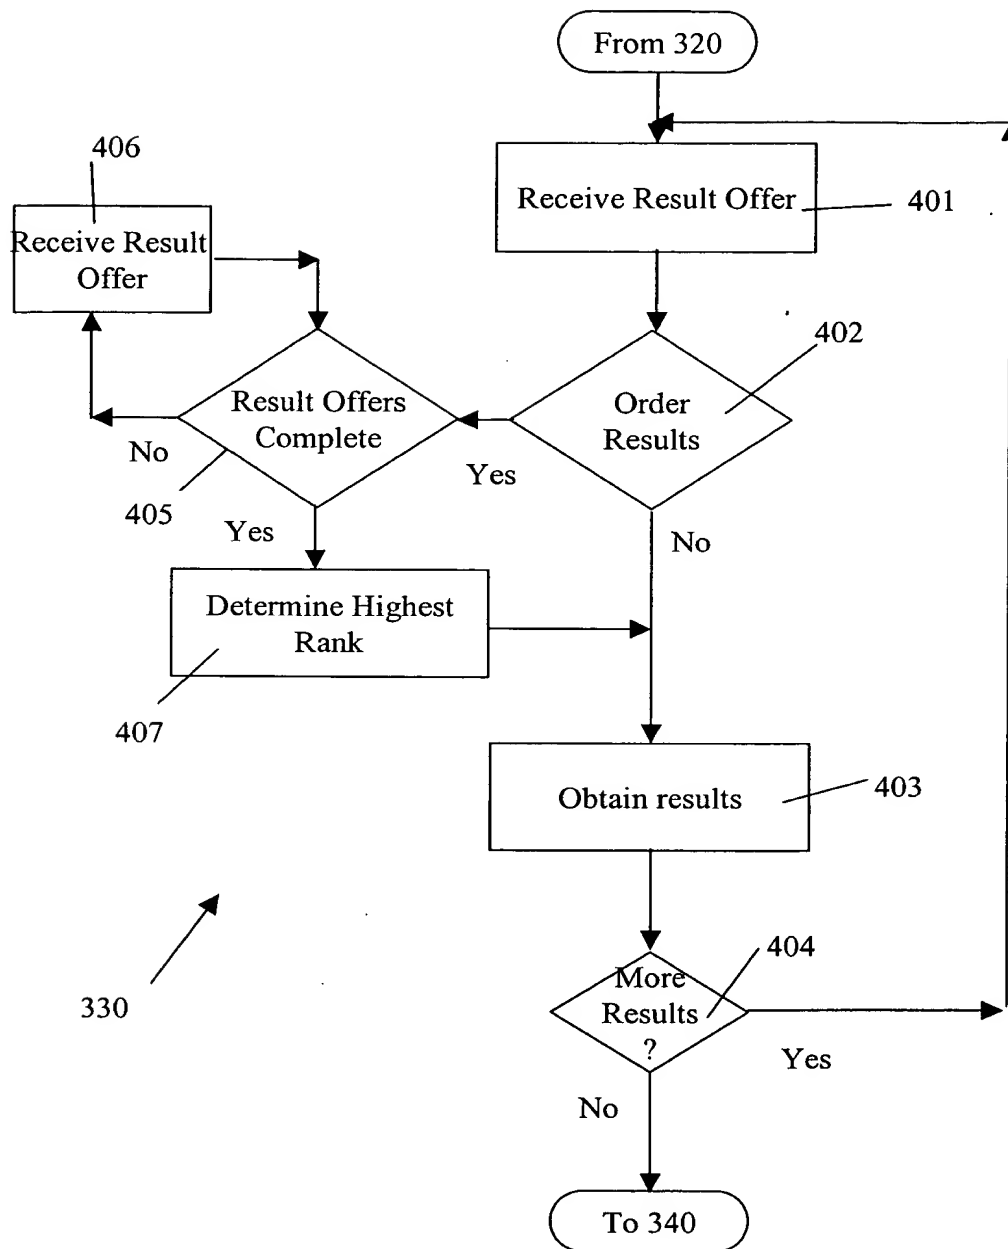 From 320
406
Receive Result Offer
401
Receive Result
Offer
402
Result Offers
Complete
Order
Results
No
Yes
405
Yes
No
Determine Highest
Rank
407
Obtain results
403
404
More
Results
?
330
Yes
No
To 340